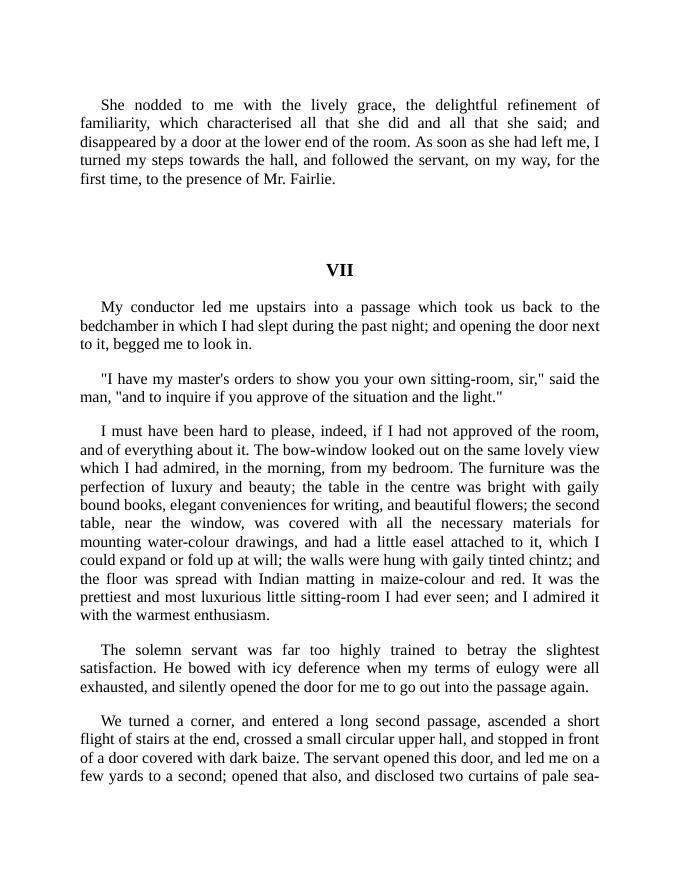 She nodded to me with the lively grace, the delightful refinement of
familiarity, which characterised all that she did and all that she said; and
disappeared by a door at the lower end of the room. As soon as she had left me, I
turned my steps towards the hall, and followed the servant, on my way, for the
first time, to the presence of Mr. Fairlie.
VII
My conductor led me upstairs into a passage which took us back to the
bedchamber in which I had slept during the past night; and opening the door next
to it, begged me to look in.
"I have my master's orders to show you your own sitting-room, sir," said the
man, "and to inquire if you approve of the situation and the light."
I must have been hard to please, indeed, if I had not approved of the room,
and of everything about it. The bow-window looked out on the same lovely view
which I had admired, in the morning, from my bedroom. The furniture was the
perfection of luxury and beauty; the table in the centre was bright with gaily
bound books, elegant conveniences for writing, and beautiful flowers; the second
table, near the window, was covered with all the necessary materials for
mounting water-colour drawings, and had a little easel attached to it, which I
could expand or fold up at will; the walls were hung with gaily tinted chintz; and
the floor was spread with Indian matting in maize-colour and red. It was the
prettiest and most luxurious little sitting-room I had ever seen; and I admired it
with the warmest enthusiasm.
The solemn servant was far too highly trained to betray the slightest
satisfaction. He bowed with icy deference when my terms of eulogy were all
exhausted, and silently opened the door for me to go out into the passage again.
We turned a corner, and entered a long second passage, ascended a short
flight of stairs at the end, crossed a small circular upper hall, and stopped in front
of a door covered with dark baize. The servant opened this door, and led me on a
few yards to a second; opened that also, and disclosed two curtains of pale sea-